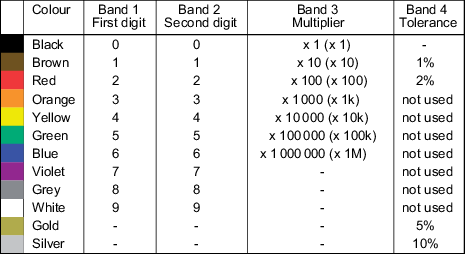 Colour Band 1 Band 2 Band 3 Band 4
First digit Second digit Multiplier Tolerance
Black 0 0 x 1 (x 1) -
Brown 1 1 x 10 (x 10) 1%
Red 2 2 x 100 (x 100) 2%
Orange 3 3 x 1 000 (x 1k) not used
Yellow 4 4 x 10 000 (x 10k) not used
Green 5 5 x 100 000 (x 100k) not used
Blue 6 6 x 1 000 000 (x 1M) not used
Violet 7 7 - not used
Grey 8 8 - not used
White 9 9 - not used
Gold - - - 5%
Silver - - - 10%